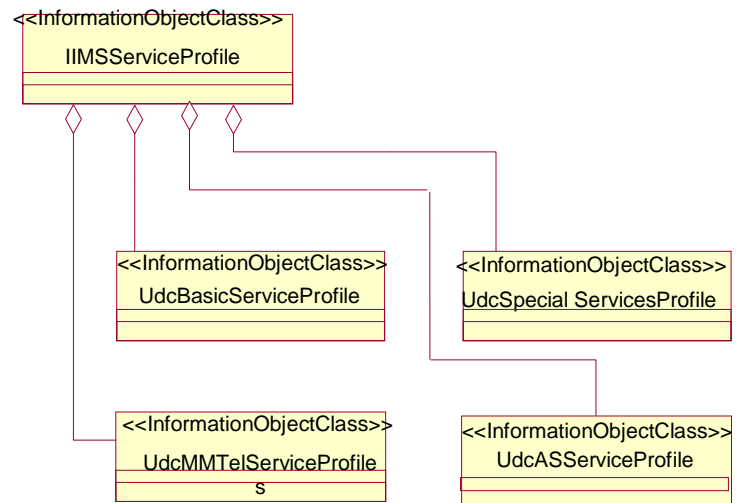 <<InformationObjectClass>>
IIMSServiceProfile
<<InformationObjectClass>>
UdcBasicServiceProfile
<<InformationObjectClass>>
UdcSpecial ServicesProfile
<<InformationObjectClass>>
UdcMMTelServiceProfile
s
<<InformationObjectClass>>
UdcASServiceProfile